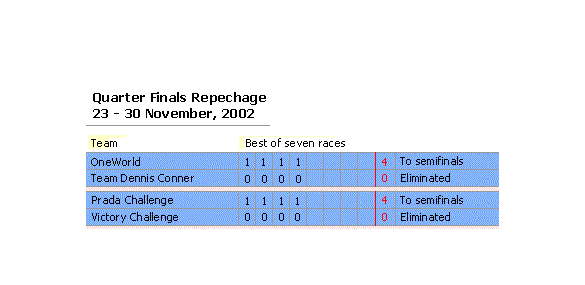 Quarter Finals Repechage
23 - 30 November, 2002
Team Best of seven races
OneWorld 1 1 1 1 4 To semifinals
Team Dennis Conner 0 0 0 0 0 Eliminated
Prada Challenge 1 1 1 1 4 To semifinals
Victory Challenge 0 0 0 0 0 Eliminated